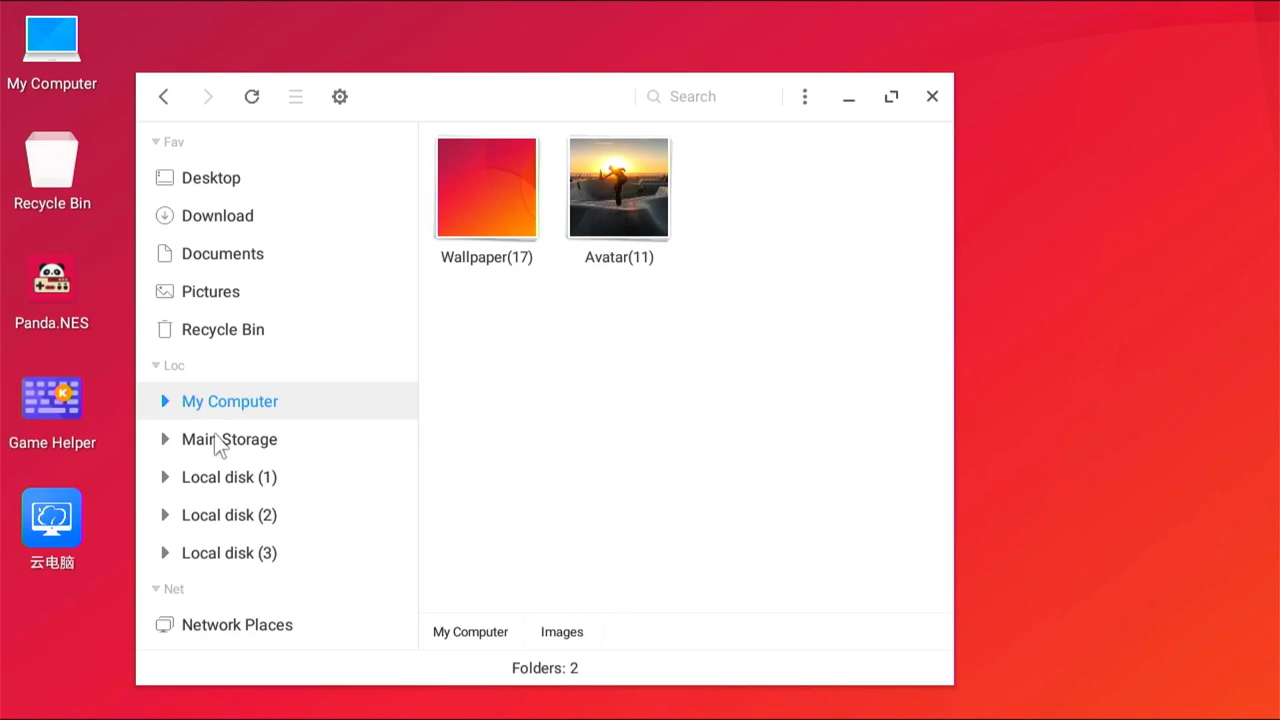 My Computer
Recycle Bin
Panda.NES
Game Helper
云电脑
Search
Fav
Desktop
Download
Documents
Pictures
Recycle Bin
Loc
My Computer
Main Storage
Local disk (1)
Local disk (2)
Local disk (3)
Net
Network Places
Wallpaper(17)
Avatar(11)
My Computer
Images
Folders: 2